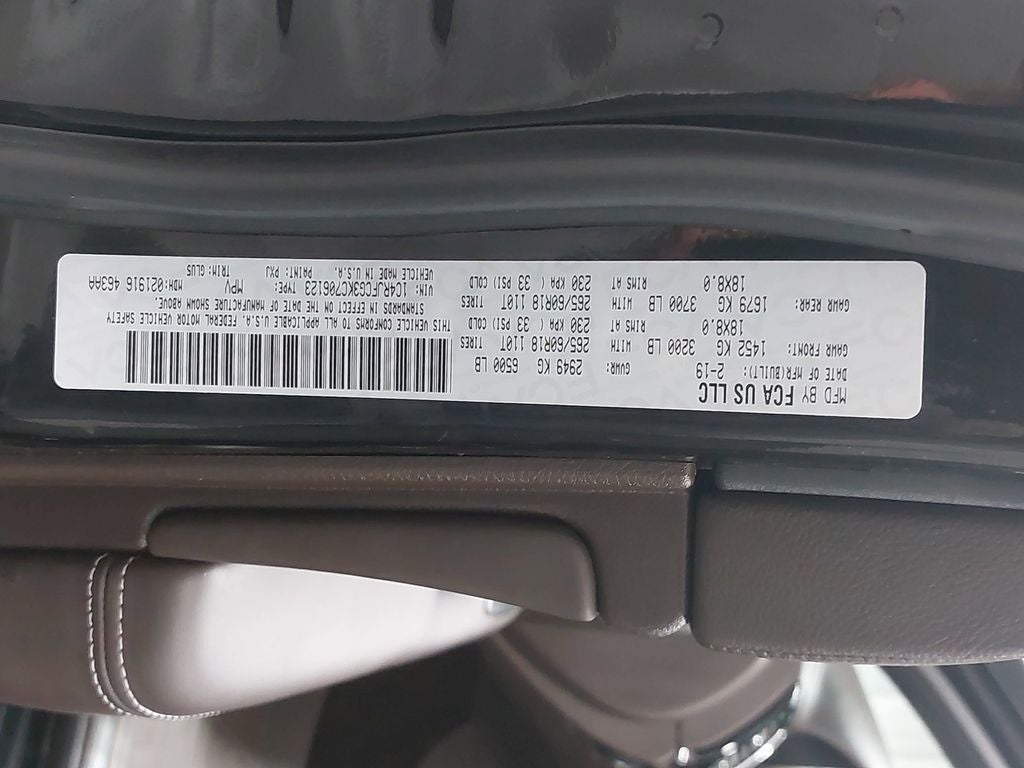 MFD BY FCA US LLC
DATE OF MFR(BUILT): 2-19 GVWR: 2949 KG 6500 LB
GAWR FRONT: 1452 KG 3200 LB WITH TIRES 265/60R18 110T
RIMS AT 18X8.0 230 KPA ( 33 PSI) COLD
GAWR REAR: 1679 KG 3700 LB WITH TIRES 265/60R18 110T
RIMS AT 18X8.0 230 KPA ( 33 PSI) COLD
THIS VEHICLE CONFORMS TO ALL APPLICABLE U.S.A. FEDERAL MOTOR VEHICLE SAFETY
STANDARDS IN EFFECT ON THE DATE OF MANUFACTURE SHOWN ABOVE.
VIN: 1C4RJFCG3KC706123 TYPE: MPV MDH:021916 463AA
VEHICLE MADE IN U.S.A. PAINT: PXJ TRIM: GLU5